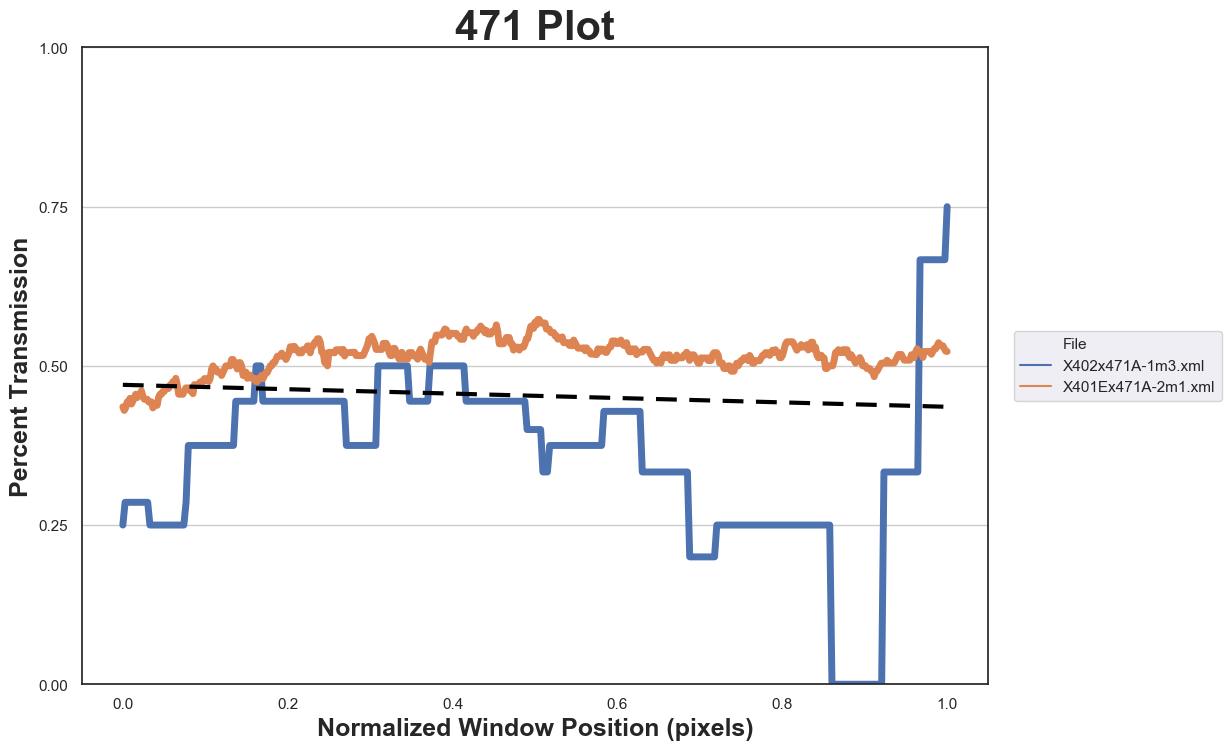 471 Plot
1.00
0.75
0.50
0.25
0.00
Percent Transmission
0.0 0.2 0.4 0.6 0.8 1.0
Normalized Window Position (pixels)
File
X402x471A-1m3.xml
X401Ex471A-2m1.xml